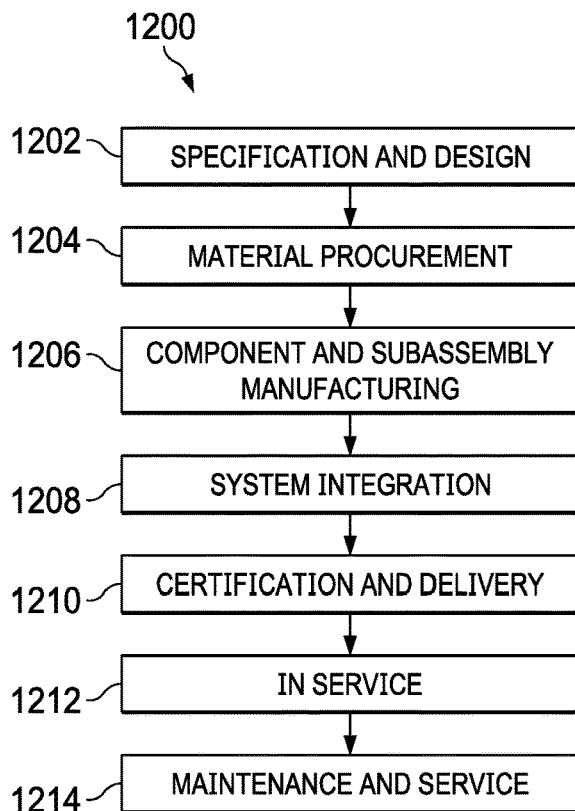 1200
1202 SPECIFICATION AND DESIGN
1204 MATERIAL PROCUREMENT
1206 COMPONENT AND SUBASSEMBLY
MANUFACTURING
1208 SYSTEM INTEGRATION
1210 CERTIFICATION AND DELIVERY
1212 IN SERVICE
1214 MAINTENANCE AND SERVICE